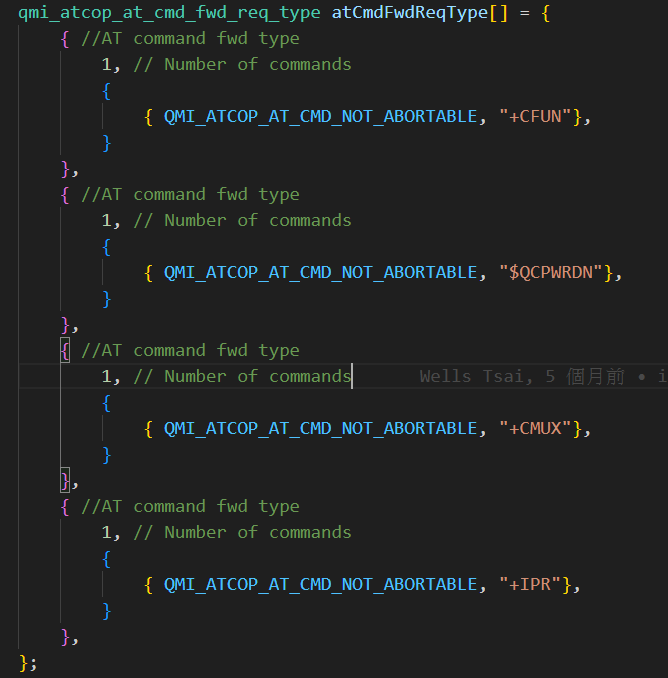 qmi_atcop_at_cmd_fwd_req_type atCmdFwdReqType[] = {
    { //AT command fwd type
        1, // Number of commands
        {
            { QMI_ATCOP_AT_CMD_NOT_ABORTABLE, "+CFUN"},
        }
    },
    { //AT command fwd type
        1, // Number of commands
        {
            { QMI_ATCOP_AT_CMD_NOT_ABORTABLE, "$QCPWRDN"},
        }
    },
    { //AT command fwd type
        1, // Number of commands      Wells Tsai, 5 個月前 • i
        {
            { QMI_ATCOP_AT_CMD_NOT_ABORTABLE, "+CMUX"},
        }
    },
    { //AT command fwd type
        1, // Number of commands
        {
            { QMI_ATCOP_AT_CMD_NOT_ABORTABLE, "+IPR"},
        }
    },
};